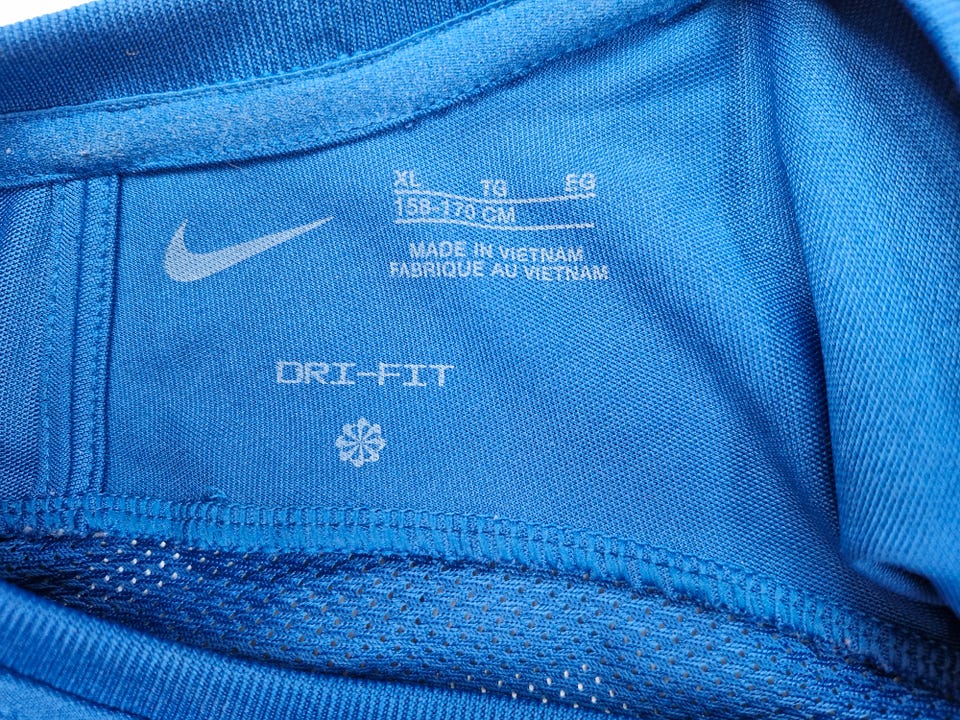 XL TG EG
158-170 CM
MADE IN VIETNAM
FABRIQUE AU VIETNAM
DRI-FIT